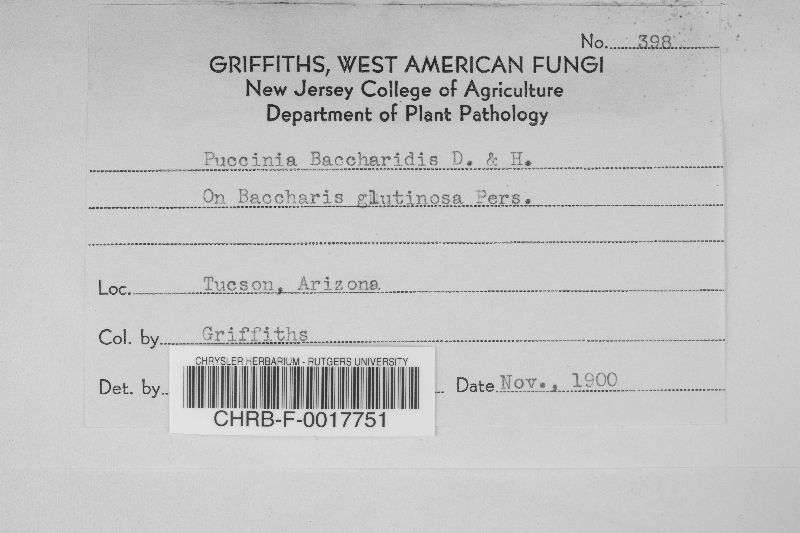 No. 398
GRIFFITHS, WEST AMERICAN FUNGI
New Jersey College of Agriculture
Department of Plant Pathology
Puccinia Baccharidis D. & H.
On Baccharis glutinosa Pers.
Loc. Tucson, Arizona
Col. by Griffiths
CHRYSLER HERBARIUM - RUTGERS UNIVERSITY
Det. by Date Nov., 1900
CHRB-F-0017751